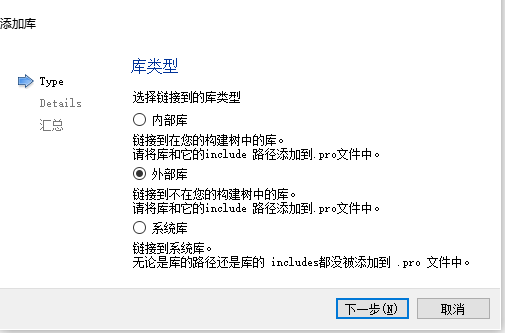 添加库
Type
Details
汇总
库类型
选择链接到的库类型
内部库
链接到在您的构建树中的库。
请将库和它的include 路径添加到.pro文件中。
外部库
链接到不在您的构建树中的库。
请将库和它的include 路径添加到.pro文件中。
系统库
链接到系统库。
无论是库的路径还是库的 includes都没被添加到 .pro 文件中。
下一步(N)
取消